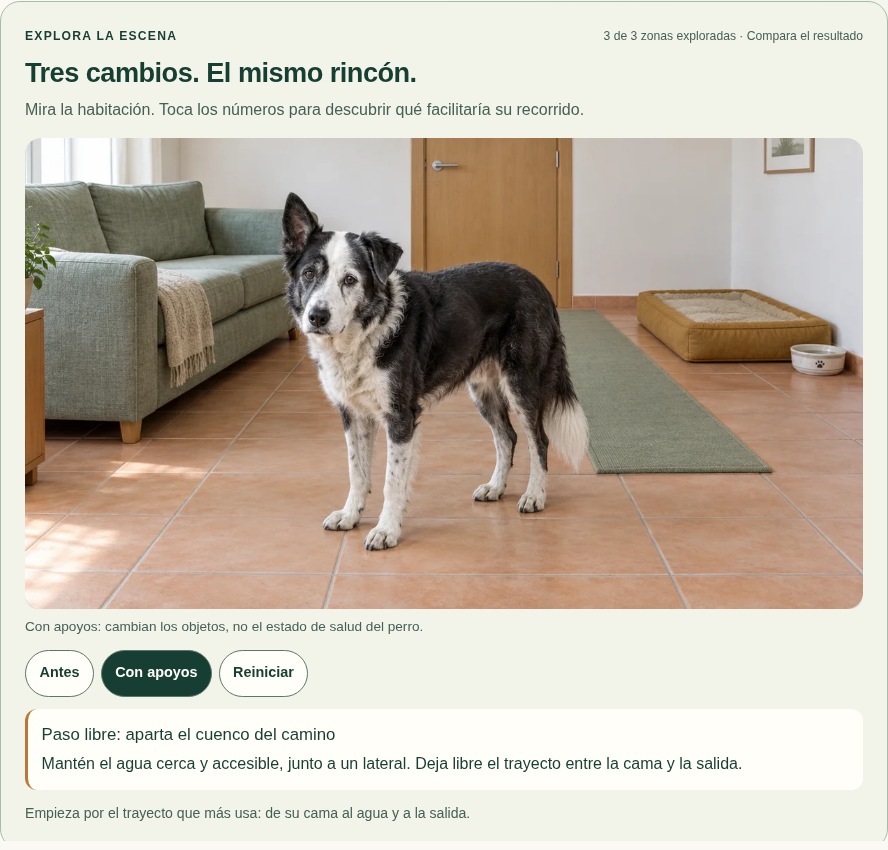 EXPLORA LA ESCENA
3 de 3 zonas exploradas · Compara el resultado
Tres cambios. El mismo rincón.
Mira la habitación. Toca los números para descubrir qué facilitaría su recorrido.
Con apoyos: cambian los objetos, no el estado de salud del perro.
Antes
Con apoyos
Reiniciar
Paso libre: aparta el cuenco del camino
Mantén el agua cerca y accesible, junto a un lateral. Deja libre el trayecto entre la cama y la salida.
Empieza por el trayecto que más usa: de su cama al agua y a la salida.